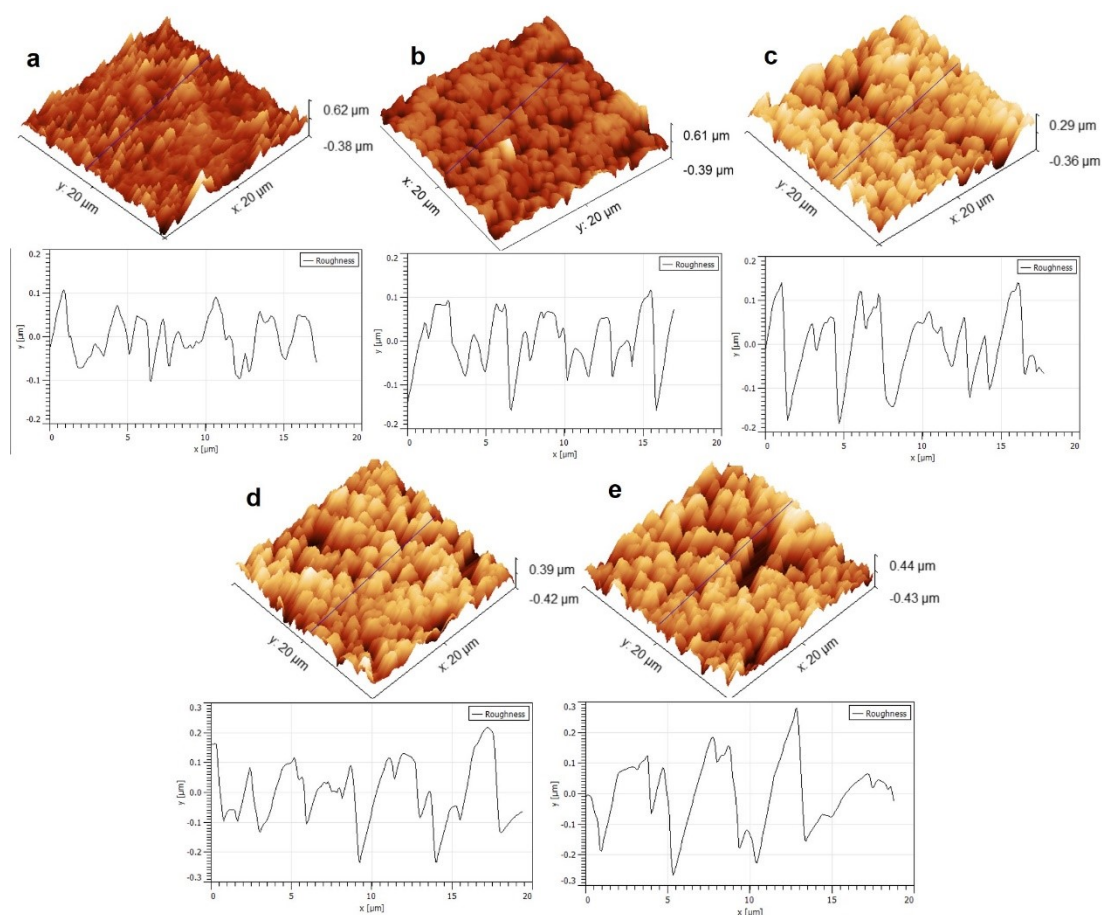 a
0.62 µm
-0.38 µm
y: 20 µm
x: 20 µm
b
0.61 µm
-0.39 µm
x: 20 µm
y: 20 µm
c
0.29 µm
-0.36 µm
y: 20 µm
x: 20 µm
Roughness
0.2
0.1
0.0
-0.1
-0.2
y [µm]
0 5 10 15 20
x [µm]
Roughness
0.2
0.1
0.0
-0.1
-0.2
y [µm]
0 5 10 15 20
x [µm]
Roughness
0.2
0.1
0.0
-0.1
-0.2
y [µm]
0 5 10 15 20
x [µm]
d
0.39 µm
-0.42 µm
y: 20 µm
x: 20 µm
e
0.44 µm
-0.43 µm
y: 20 µm
x: 20 µm
Roughness
0.3
0.2
0.1
0.0
-0.1
-0.2
-0.3
y [µm]
0 5 10 15 20
x [µm]
Roughness
0.3
0.2
0.1
0.0
-0.1
-0.2
-0.3
y [µm]
0 5 10 15 20
x [µm]